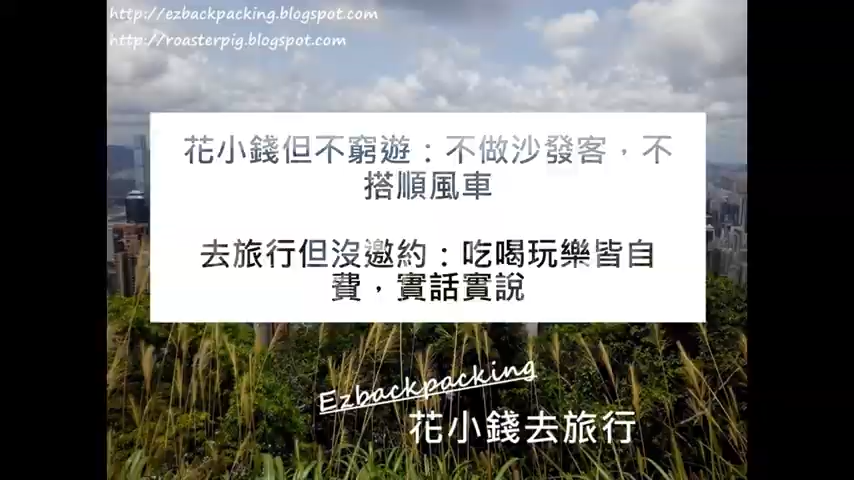 http://ezbackpacking.blogspot.com/
http://roasterpig.blogspot.com
花小錢但不窮遊：不做沙發客，不
搭順風車
去旅行但沒邀約：吃喝玩樂皆自
費，實話實說
Ezbackpacking
花小錢去旅行